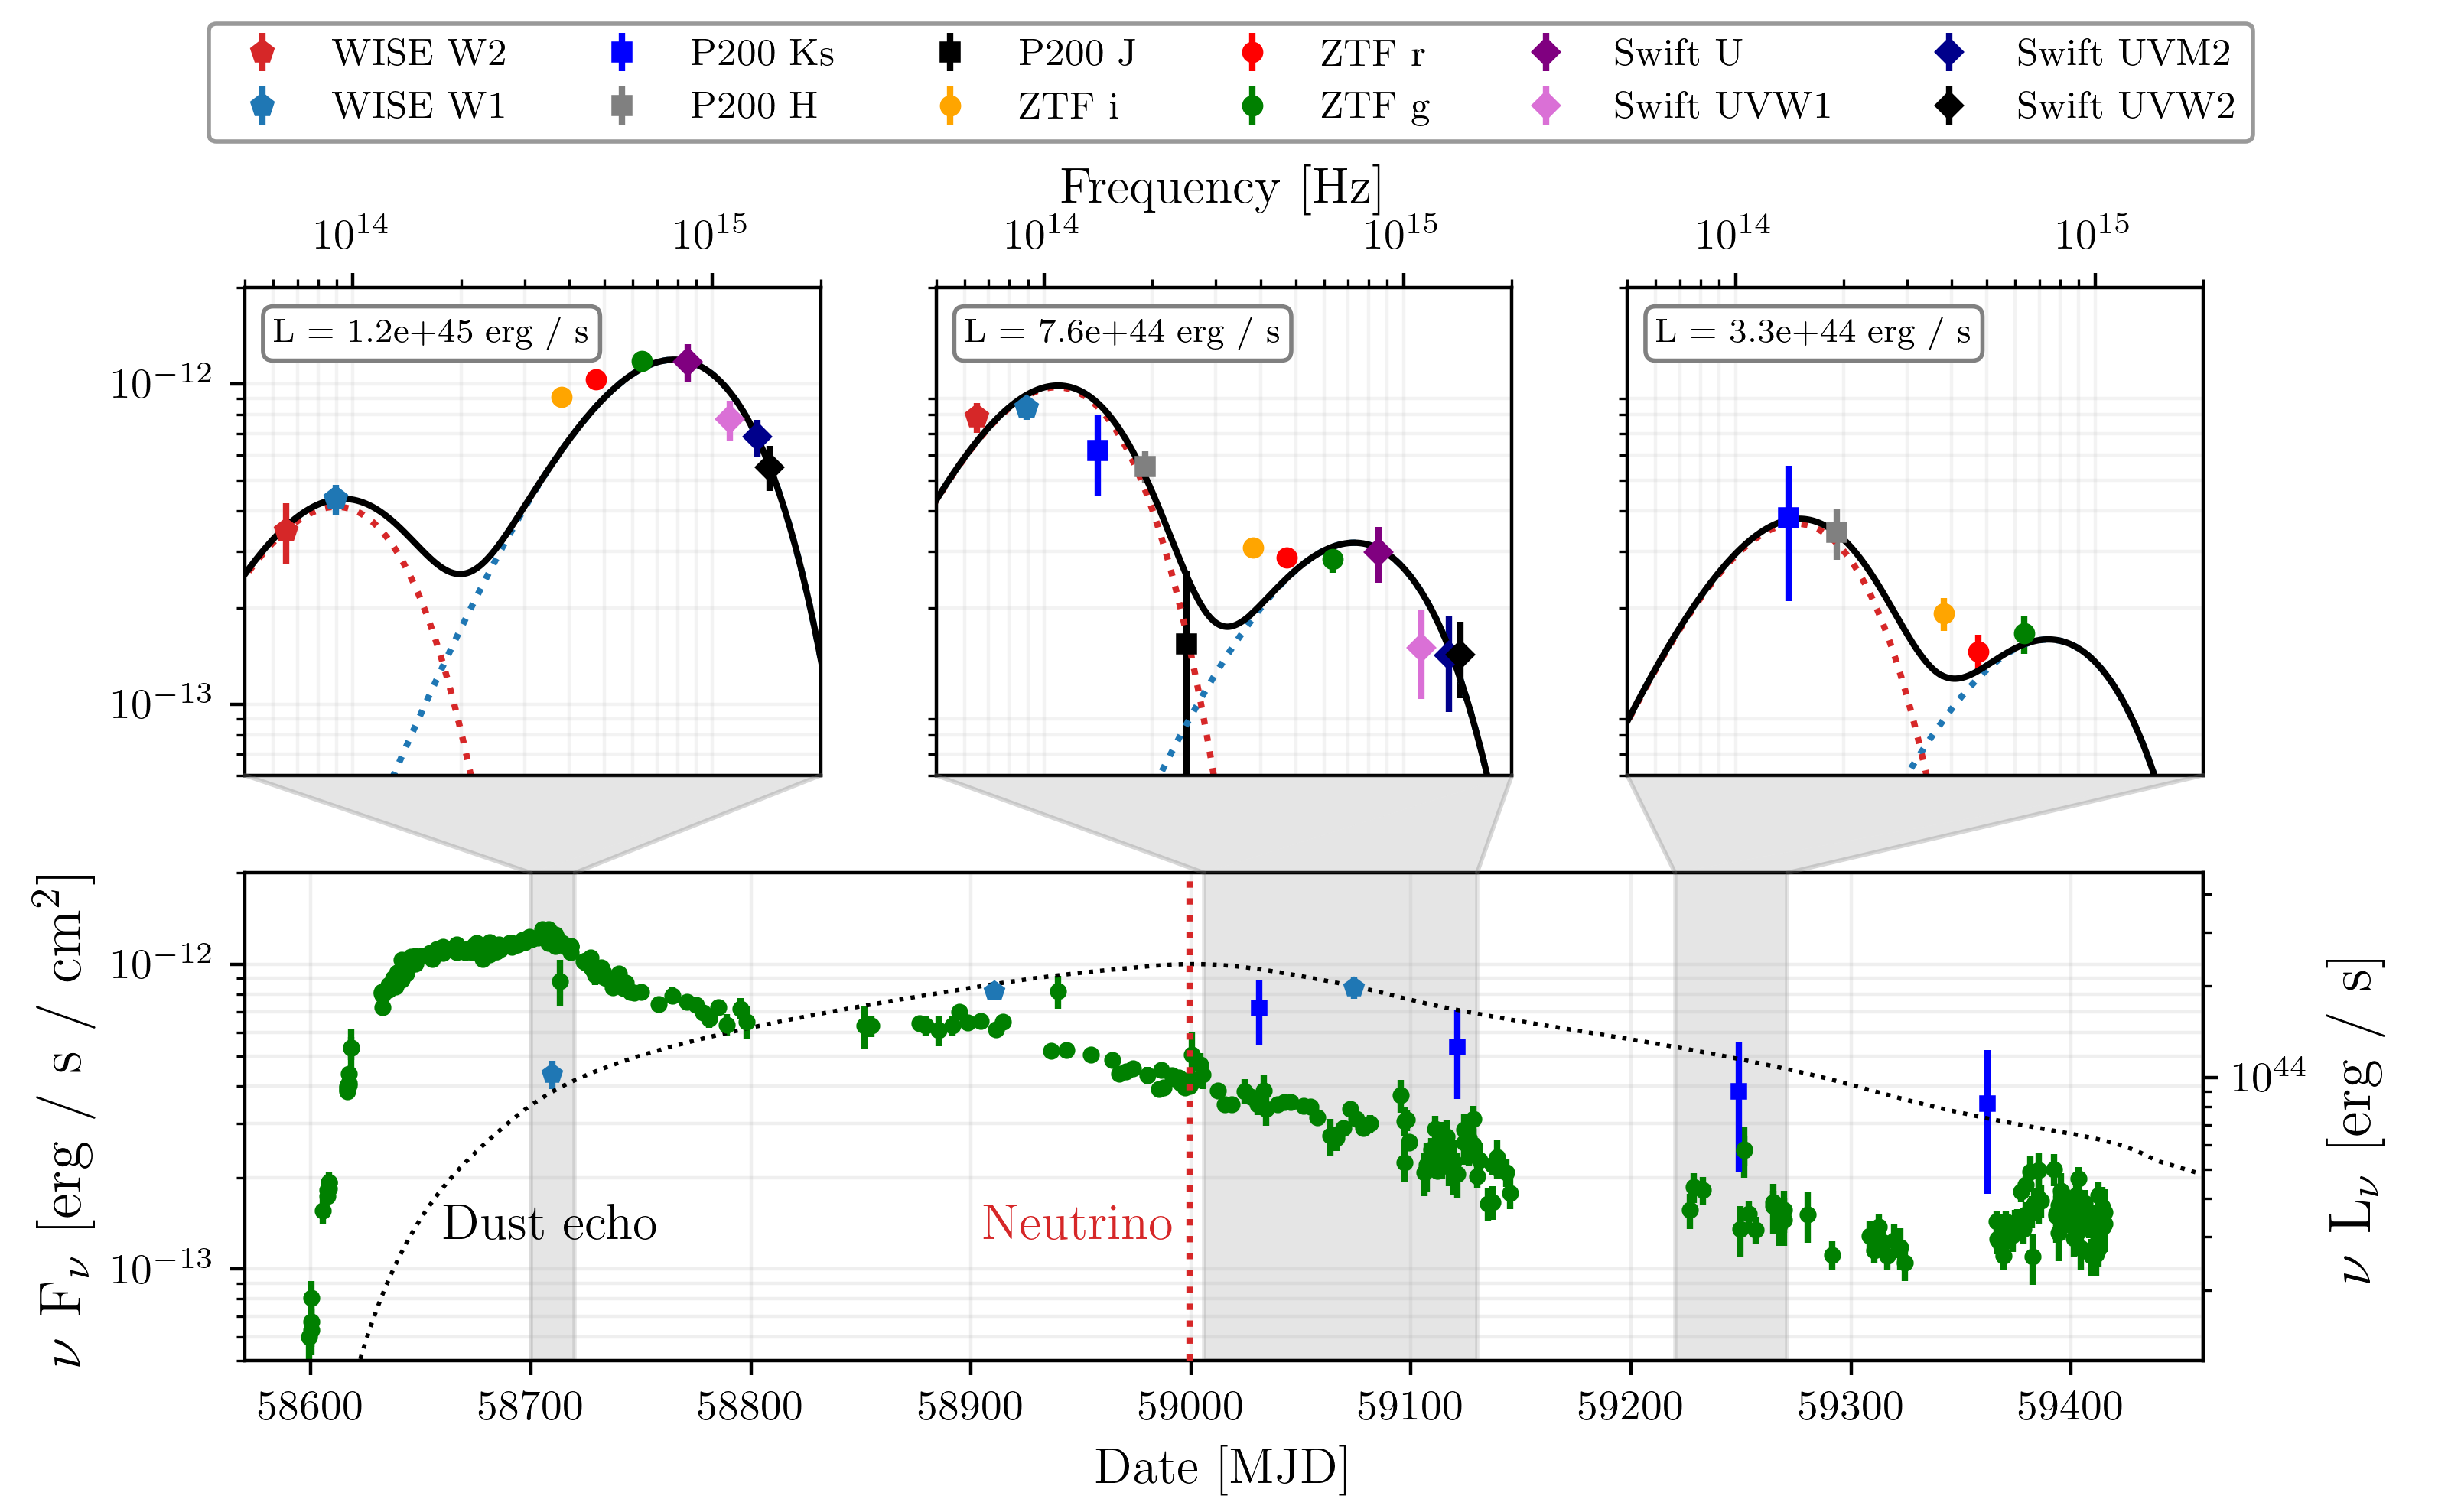 WISE W2 P200 Ks P200 J ZTF r Swift U Swift UVM2
WISE W1 P200 H ZTF i ZTF g Swift UVW1 Swift UVW2
Frequency [Hz]
10^14 10^15 10^14 10^15 10^14 10^15
L = 1.2e+45 erg / s L = 7.6e+44 erg / s L = 3.3e+44 erg / s
10^−12
10^−13
ν F_ν [erg / s / cm^2]
10^−12
10^−13
Dust echo
Neutrino
10^44
ν L_ν [erg / s]
58600 58700 58800 58900 59000 59100 59200 59300 59400
Date [MJD]